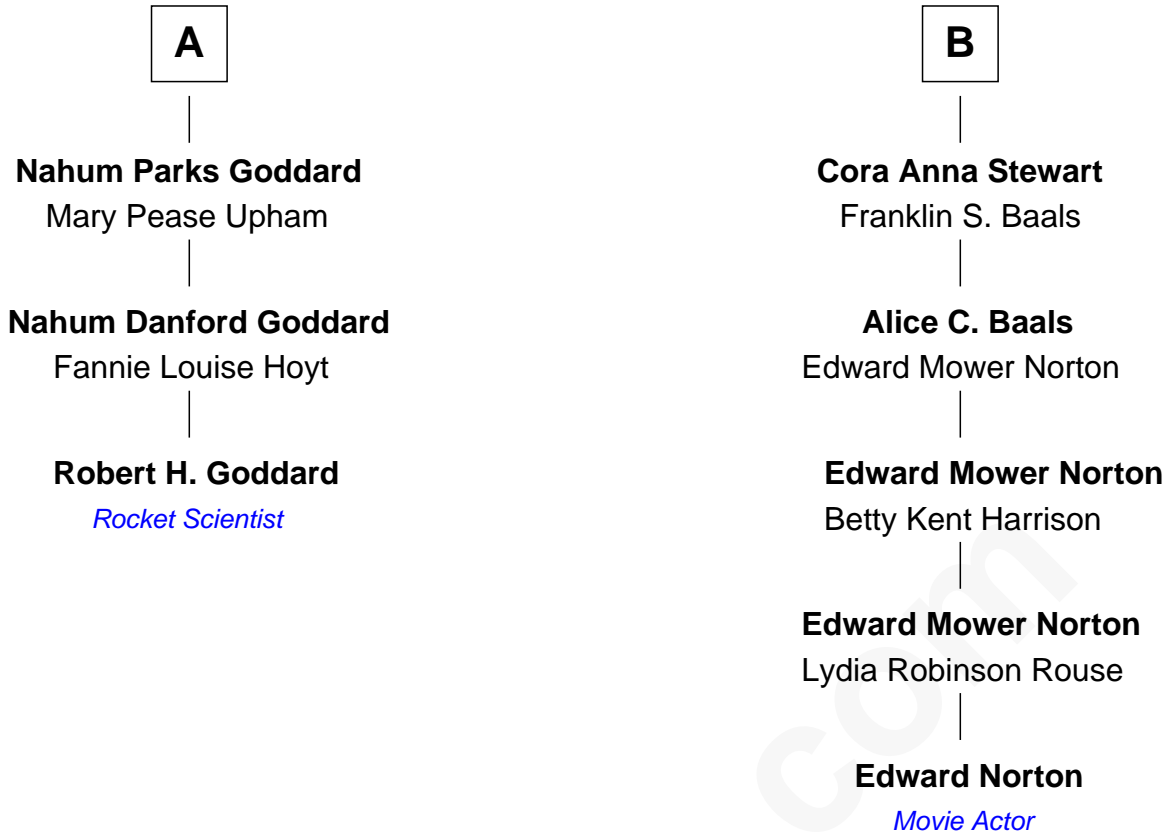 A
Nahum Parks Goddard
Mary Pease Upham
Nahum Danford Goddard
Fannie Louise Hoyt
Robert H. Goddard
Rocket Scientist
B
Cora Anna Stewart
Franklin S. Baals
Alice C. Baals
Edward Mower Norton
Edward Mower Norton
Betty Kent Harrison
Edward Mower Norton
Lydia Robinson Rouse
Edward Norton
Movie Actor
com